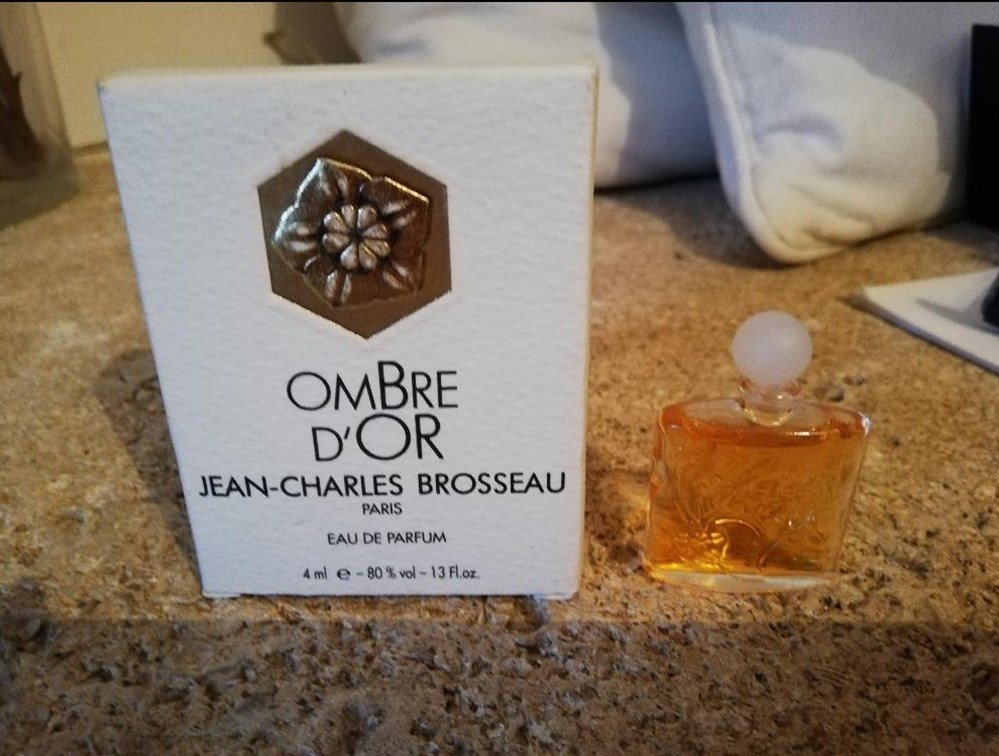 OMBRE
D'OR
JEAN-CHARLES BROSSEAU
PARIS
EAU DE PARFUM
4 ml ℮ - 80 % vol - 13 Fl.oz.